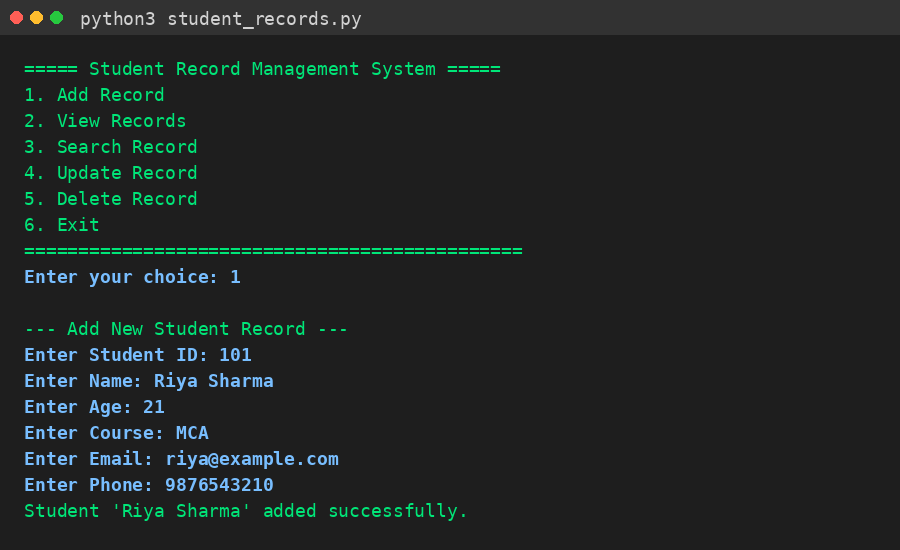 python3 student_records.py
===== Student Record Management System =====
1. Add Record
2. View Records
3. Search Record
4. Update Record
5. Delete Record
6. Exit
==============================================
Enter your choice: 1
--- Add New Student Record ---
Enter Student ID: 101
Enter Name: Riya Sharma
Enter Age: 21
Enter Course: MCA
Enter Email: riya@example.com
Enter Phone: 9876543210
Student 'Riya Sharma' added successfully.